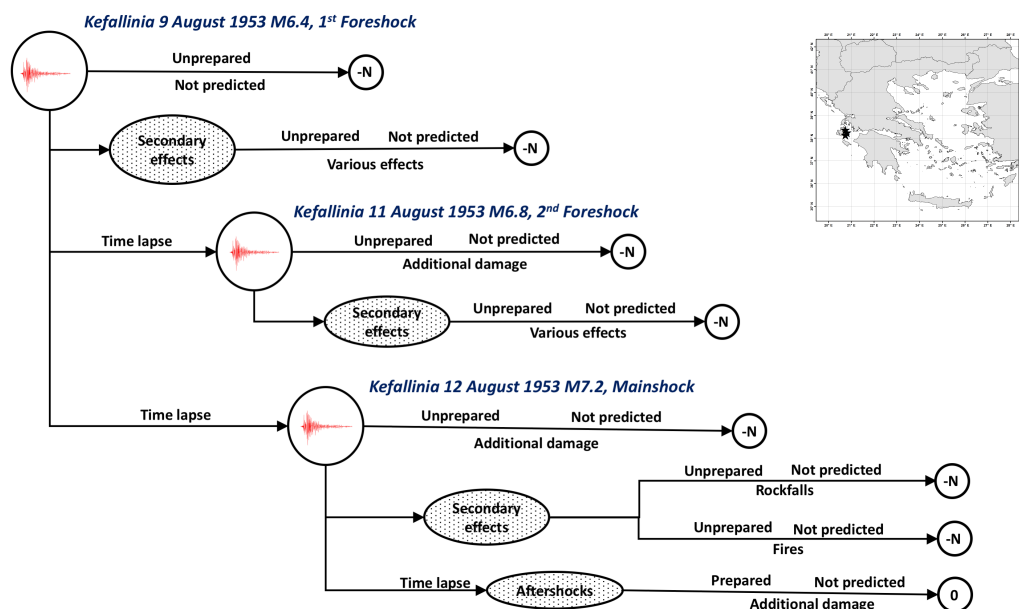 Kefallinia 9 August 1953 M6.4, 1st Foreshock
Unprepared
Not predicted
-N
Secondary effects
Unprepared
Not predicted
Various effects
-N
Kefallinia 11 August 1953 M6.8, 2nd Foreshock
Time lapse
Unprepared
Not predicted
Additional damage
-N
Secondary effects
Unprepared
Not predicted
Various effects
-N
Kefallinia 12 August 1953 M7.2, Mainshock
Time lapse
Unprepared
Not predicted
Additional damage
-N
Secondary effects
Unprepared
Not predicted
Rockfalls
-N
Unprepared
Not predicted
Fires
-N
Time lapse
Aftershocks
Prepared
Not predicted
Additional damage
0